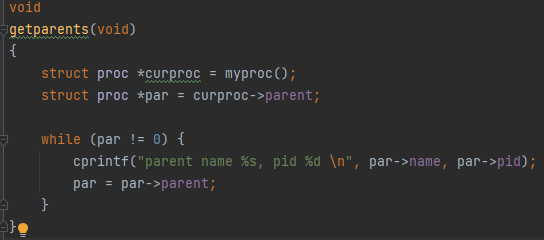 void
getparents(void)
{
    struct proc *curproc = myproc();
    struct proc *par = curproc->parent;

    while (par != 0) {
        cprintf("parent name %s, pid %d \n", par->name, par->pid);
        par = par->parent;
    }
}